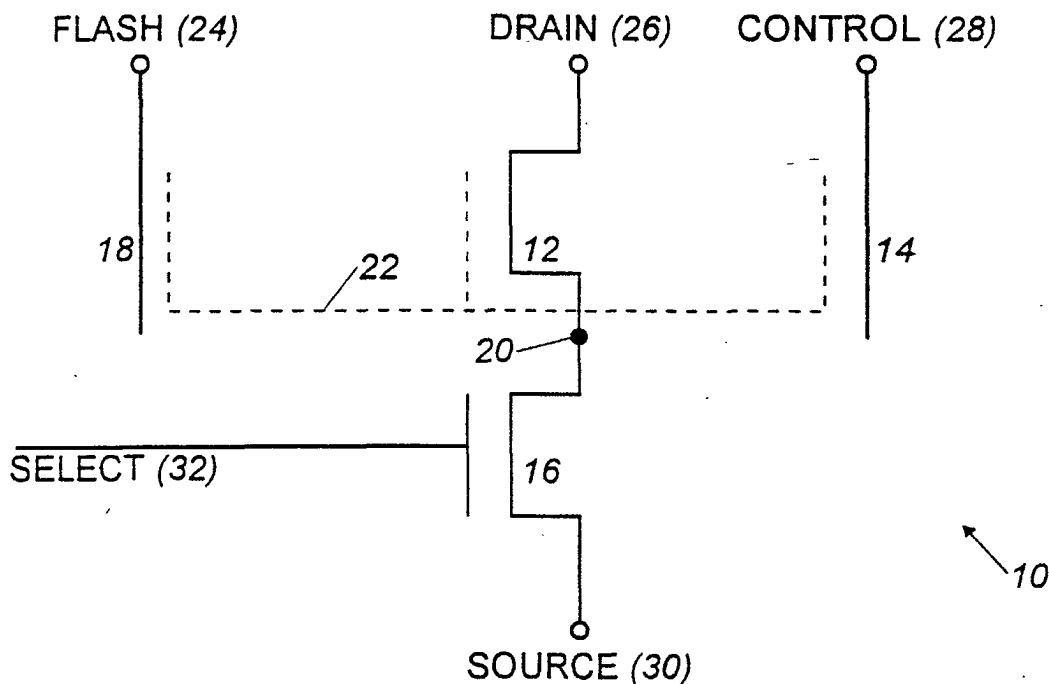 FLASH (24)
DRAIN (26)
CONTROL (28)
18
12
14
22
20
SELECT (32)
16
10
SOURCE (30)